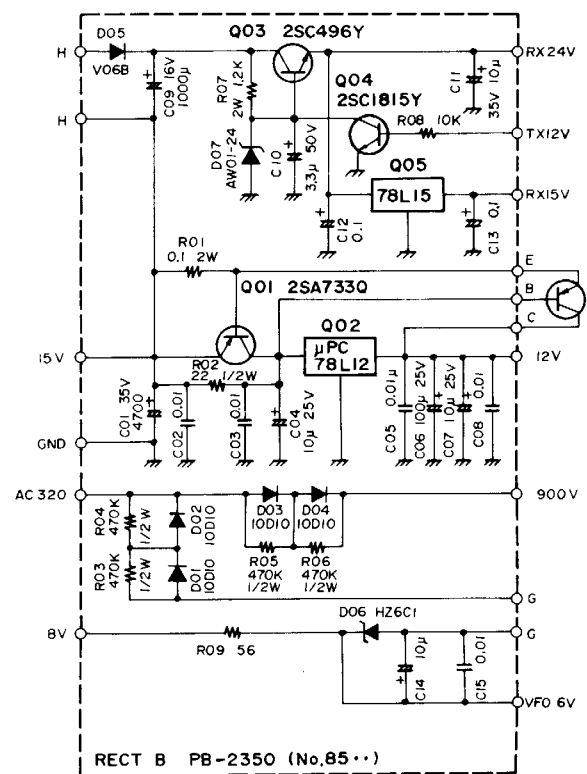 D05
V06B
H
H
C09 16V
1000μ
R07
2W 1.2K
Q03 2SC496Y
Q04
2SC1815Y
R08 10K
C11
10μ
35V
RX24V
TX12V
D07
AW01-24
C10
3.3μ 50V
Q05
78L15
C12
0.1
C13
0.1
RX15V
R01
0.1 2W
Q01 2SA733Q
E
B
C
Q02
μPC
78L12
15V
R02
22 1/2W
12V
C01 35V
4700
C02 0.01
C03 0.01
C04
10μ 25V
C05 0.01μ
C06 100μ 25V
C07 10μ 25V
C08 0.01
GND
AC 320
R04
470K
1/2W
D02
10D10
D03
10D10
D04
10D10
900V
R03
470K
1/2W
D01
10D10
R05
470K
1/2W
R06
470K
1/2W
G
8V
R09 56
D06 HZ6C1
G
10μ
C14
0.01
C15
VFO 6V
RECT B PB-2350 (No,85··)